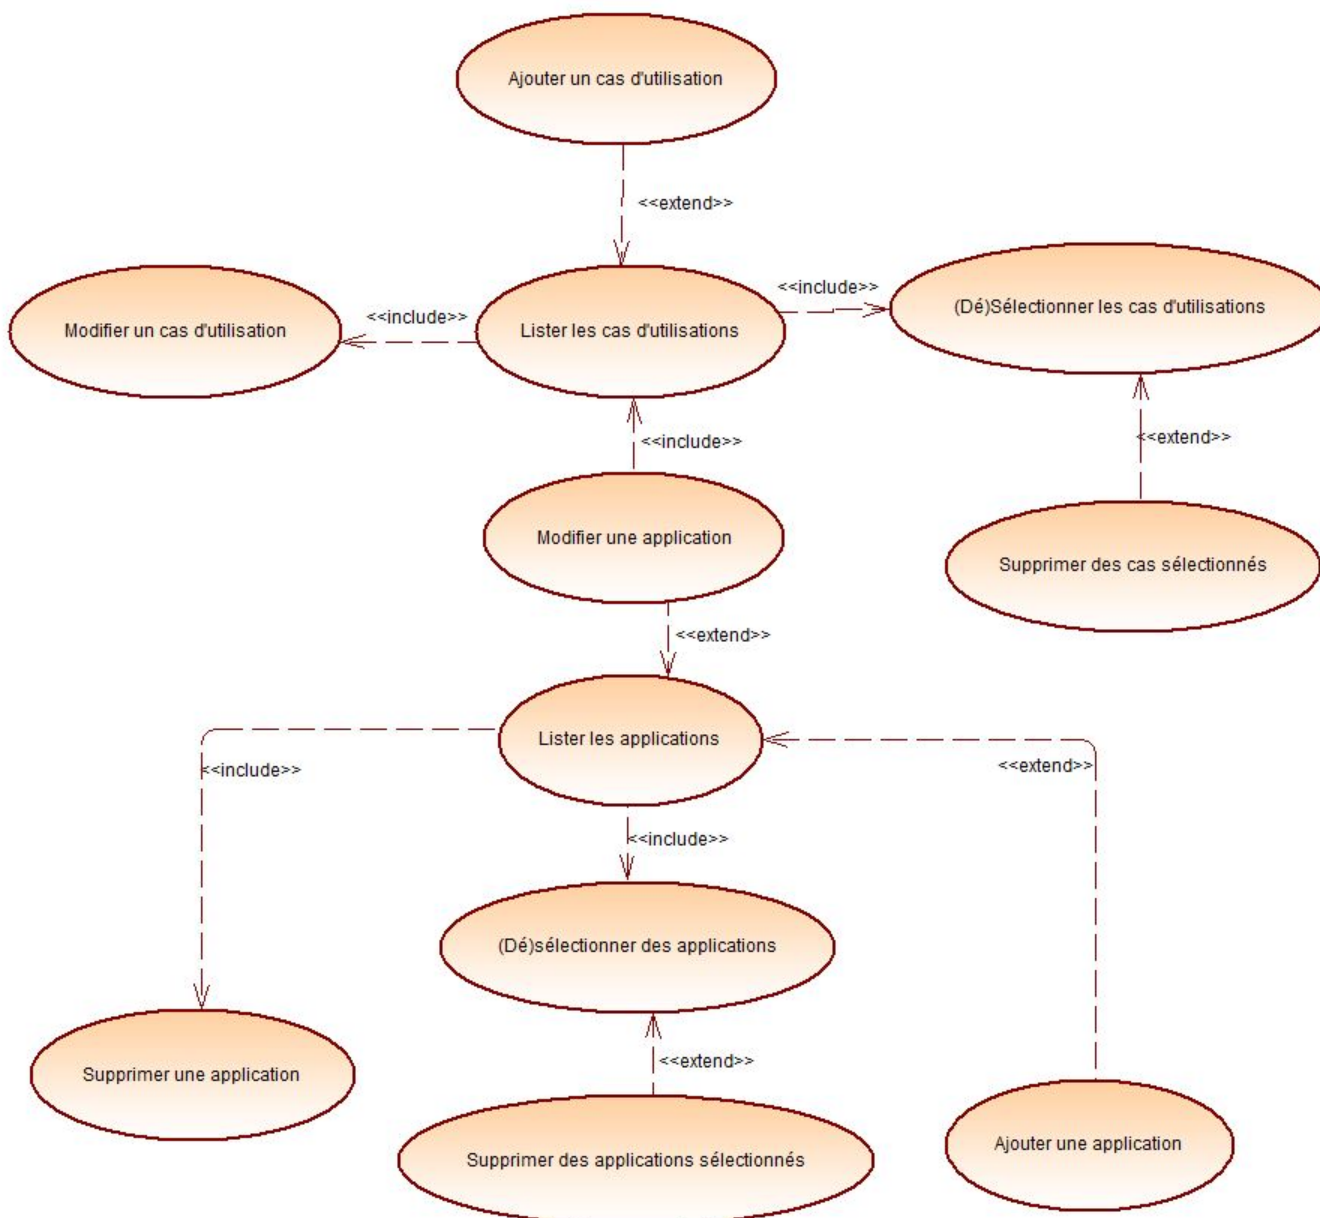 Ajouter un cas d'utilisation
<<extend>>
<<include>>
(Dé)Sélectionner les cas d'utilisations
<<include>>
Modifier un cas d'utilisation
Lister les cas d'utilisations
<<extend>>
<<include>>
Modifier une application
Supprimer des cas sélectionnés
<<extend>>
Lister les applications
<<include>>
<<extend>>
<<include>>
(Dé)sélectionner des applications
<<extend>>
Supprimer une application
Ajouter une application
Supprimer des applications sélectionnés